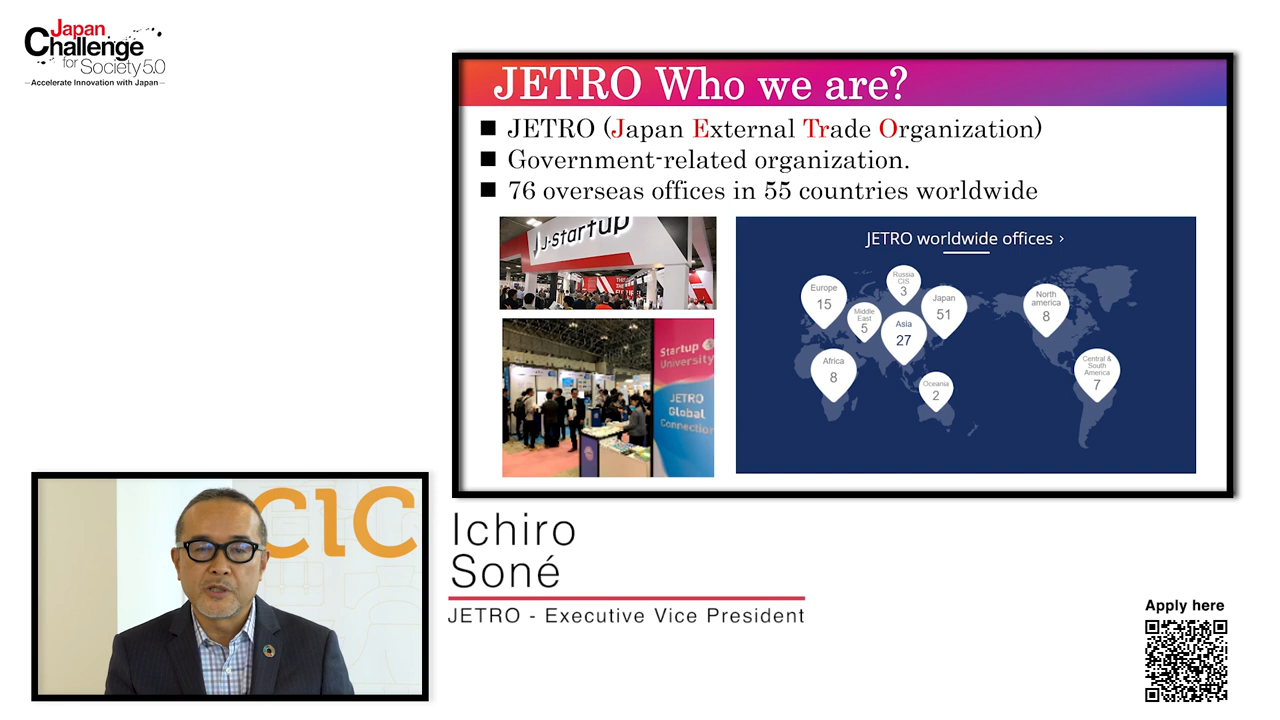 Japan
Challenge
for Society 5.0
—Accelerate Innovation with Japan—
JETRO Who we are?
■ JETRO (Japan External Trade Organization)
■ Government-related organization.
■ 76 overseas offices in 55 countries worldwide
J-startup
Startup
University
JETRO
Global
Connection
JETRO worldwide offices ›
Europe
15
Russia
CIS
3
Middle
East
5
Japan
51
Asia
27
North
america
8
Africa
8
Oceania
2
Central &
South
America
7
CIC
Ichiro
Soné
JETRO - Executive Vice President
Apply here